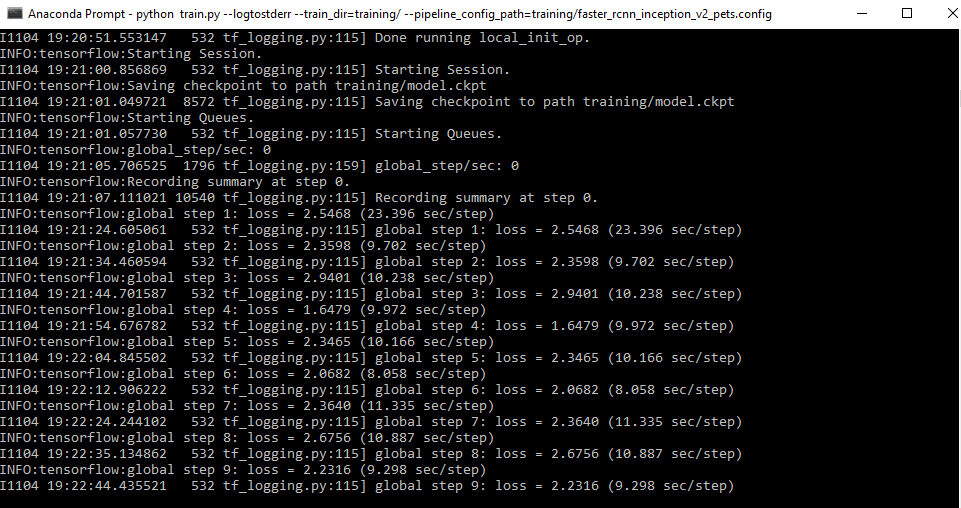 Anaconda Prompt - python  train.py --logtostderr --train_dir=training/ --pipeline_config_path=training/faster_rcnn_inception_v2_pets.config
I1104 19:20:51.553147   532 tf_logging.py:115] Done running local_init_op.
INFO:tensorflow:Starting Session.
I1104 19:21:00.856869   532 tf_logging.py:115] Starting Session.
INFO:tensorflow:Saving checkpoint to path training/model.ckpt
I1104 19:21:01.049721  8572 tf_logging.py:115] Saving checkpoint to path training/model.ckpt
INFO:tensorflow:Starting Queues.
I1104 19:21:01.057730   532 tf_logging.py:115] Starting Queues.
INFO:tensorflow:global_step/sec: 0
I1104 19:21:05.706525  1796 tf_logging.py:159] global_step/sec: 0
INFO:tensorflow:Recording summary at step 0.
I1104 19:21:07.111021 10540 tf_logging.py:115] Recording summary at step 0.
INFO:tensorflow:global step 1: loss = 2.5468 (23.396 sec/step)
I1104 19:21:24.605061   532 tf_logging.py:115] global step 1: loss = 2.5468 (23.396 sec/step)
INFO:tensorflow:global step 2: loss = 2.3598 (9.702 sec/step)
I1104 19:21:34.460594   532 tf_logging.py:115] global step 2: loss = 2.3598 (9.702 sec/step)
INFO:tensorflow:global step 3: loss = 2.9401 (10.238 sec/step)
I1104 19:21:44.701587   532 tf_logging.py:115] global step 3: loss = 2.9401 (10.238 sec/step)
INFO:tensorflow:global step 4: loss = 1.6479 (9.972 sec/step)
I1104 19:21:54.676782   532 tf_logging.py:115] global step 4: loss = 1.6479 (9.972 sec/step)
INFO:tensorflow:global step 5: loss = 2.3465 (10.166 sec/step)
I1104 19:22:04.845502   532 tf_logging.py:115] global step 5: loss = 2.3465 (10.166 sec/step)
INFO:tensorflow:global step 6: loss = 2.0682 (8.058 sec/step)
I1104 19:22:12.906222   532 tf_logging.py:115] global step 6: loss = 2.0682 (8.058 sec/step)
INFO:tensorflow:global step 7: loss = 2.3640 (11.335 sec/step)
I1104 19:22:24.244102   532 tf_logging.py:115] global step 7: loss = 2.3640 (11.335 sec/step)
INFO:tensorflow:global step 8: loss = 2.6756 (10.887 sec/step)
I1104 19:22:35.134862   532 tf_logging.py:115] global step 8: loss = 2.6756 (10.887 sec/step)
INFO:tensorflow:global step 9: loss = 2.2316 (9.298 sec/step)
I1104 19:22:44.435521   532 tf_logging.py:115] global step 9: loss = 2.2316 (9.298 sec/step)